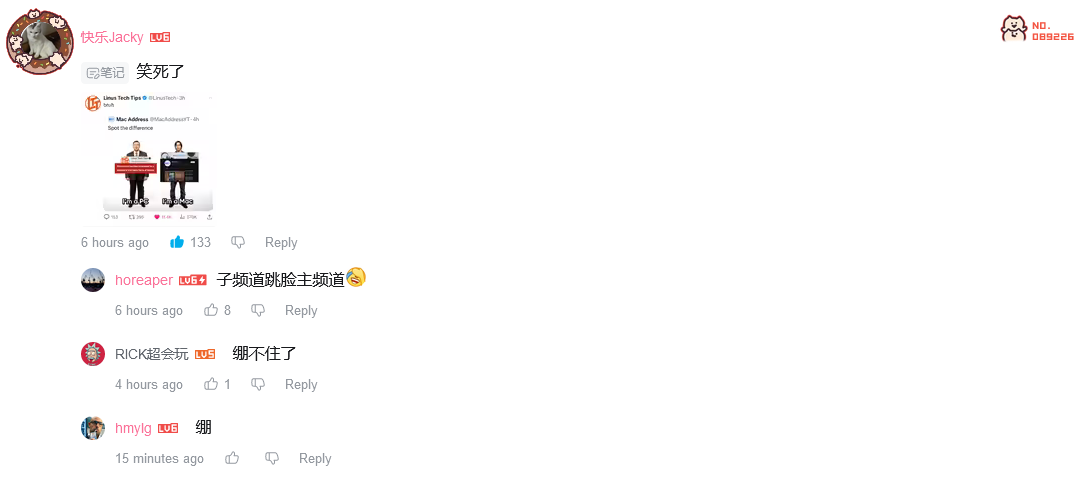 快乐Jacky LV6
NO.
089226
笔记 笑死了
Linus Tech Tips @LinusTech · 3h
Mac Address @MacAddressYT · 4h
Spot the difference
I'm a PC I'm a Mac
6 hours ago 133 Reply
horeaper LV6 子频道跳脸主频道
6 hours ago 8 Reply
RICK超会玩 LV5 绷不住了
4 hours ago 1 Reply
hmylg LV6 绷
15 minutes ago Reply